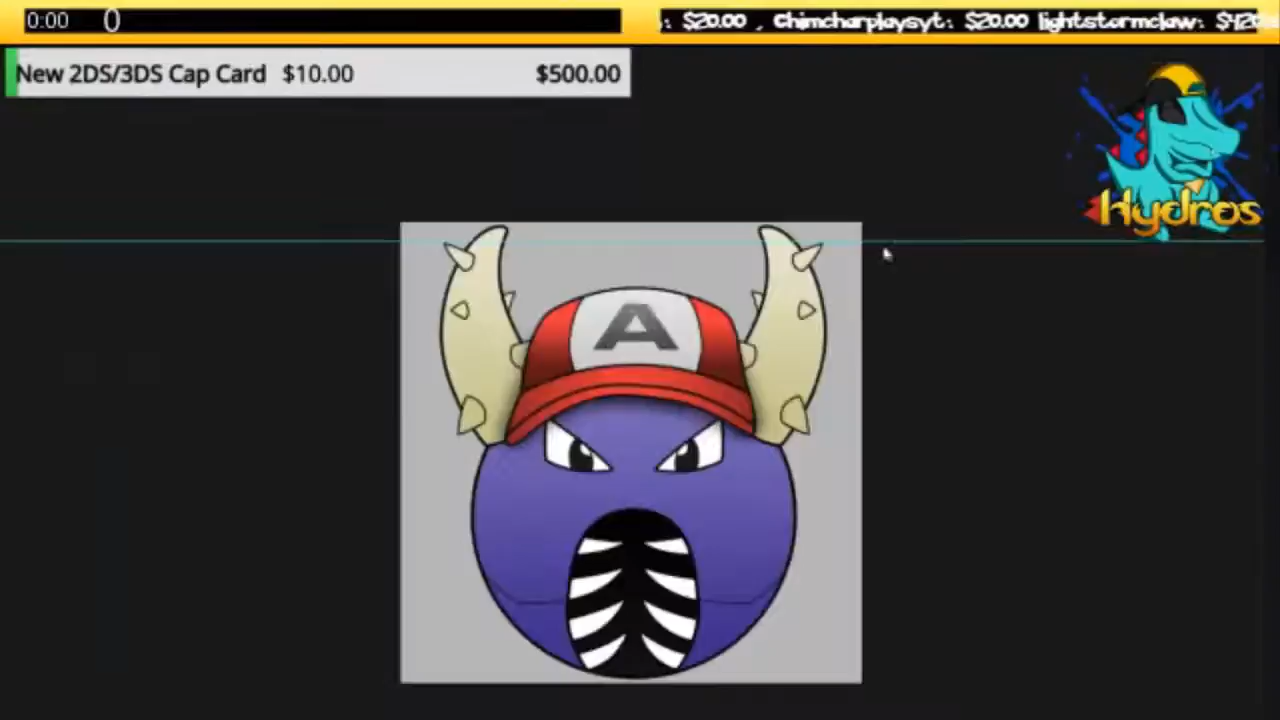 0:00 0
: $20.00 , Chimcharplaysyt: $20.00 lightstormclaw: $420
New 2DS/3DS Cap Card $10.00 $500.00
Hydros
A